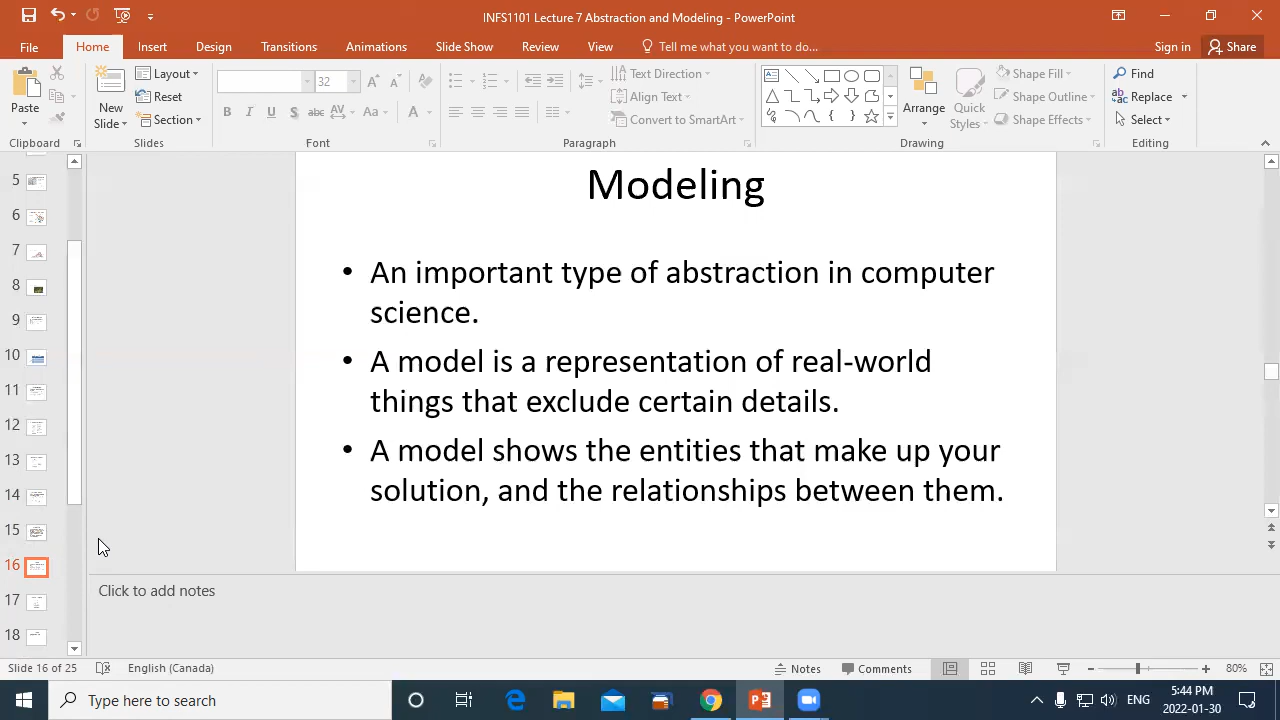 INFS1101 Lecture 7 Abstraction and Modeling - PowerPoint
File Home Insert Design Transitions Animations Slide Show Review View Tell me what you want to do... Sign in Share
Paste
New Slide
Layout
Reset
Section
32
B I U S abc AV Aa A
Text Direction
Align Text
Convert to SmartArt
Arrange
Quick Styles
Shape Fill
Shape Outline
Shape Effects
Find
Replace
Select
Clipboard Slides Font Paragraph Drawing Editing
5
6
7
8
9
10
11
12
13
14
15
16
17
18
Modeling
• An important type of abstraction in computer
science.
• A model is a representation of real-world
things that exclude certain details.
• A model shows the entities that make up your
solution, and the relationships between them.
Click to add notes
Slide 16 of 25 English (Canada) Notes Comments 80%
Type here to search
ENG
5:44 PM
2022-01-30